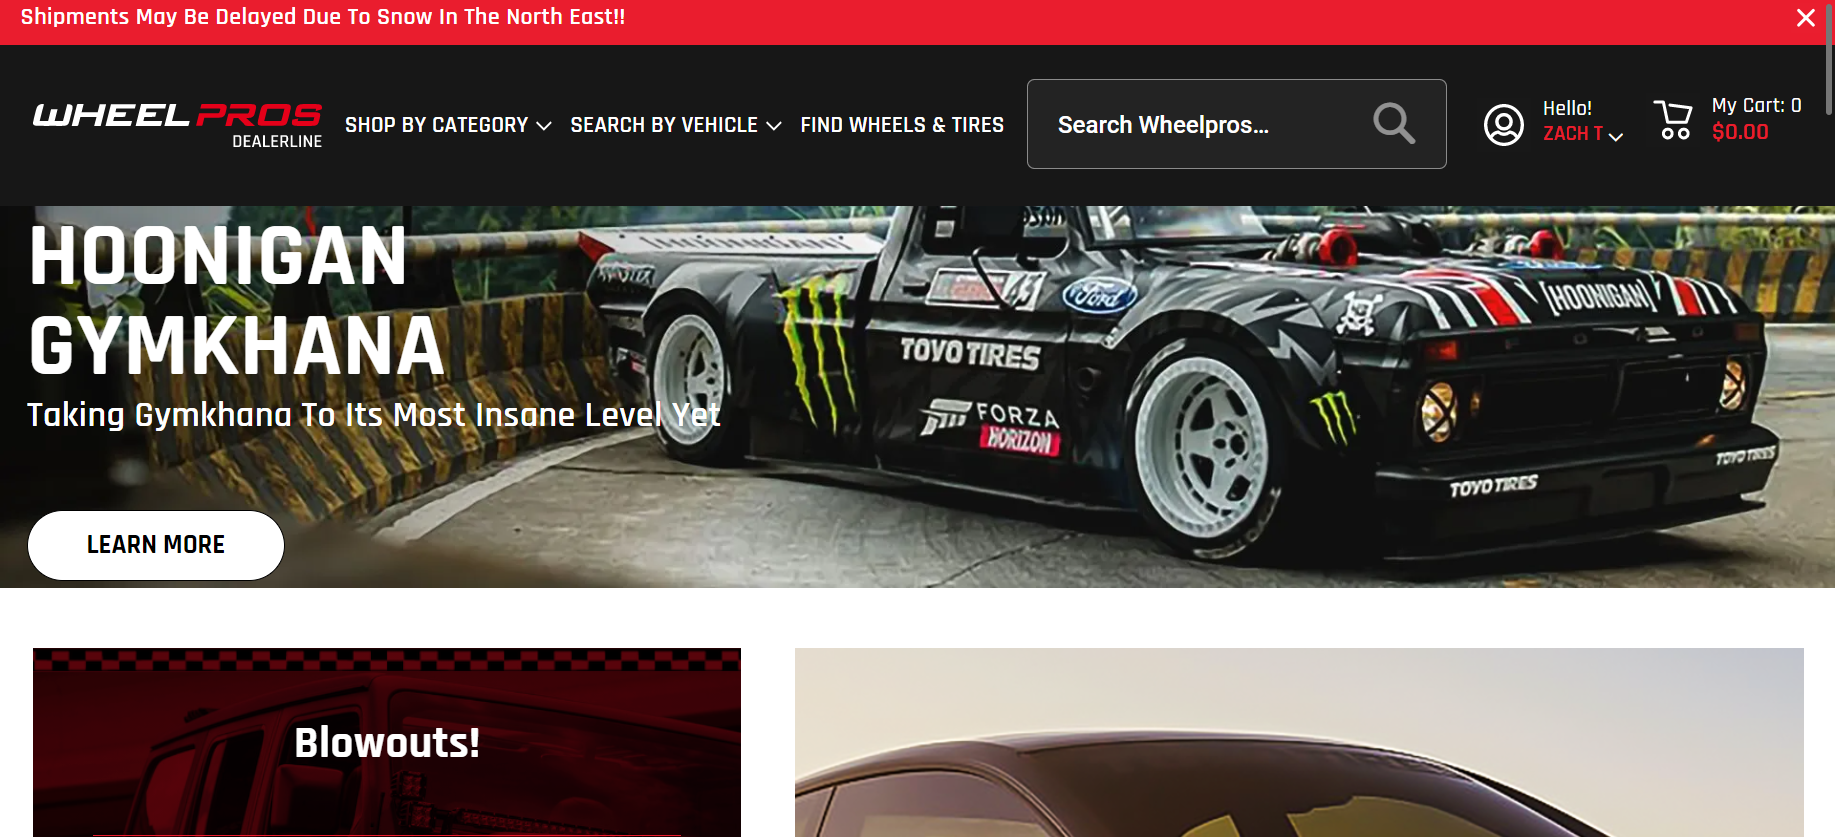 Shipments May Be Delayed Due To Snow In The North East!!
WHEEL PROS
DEALERLINE
SHOP BY CATEGORY
SEARCH BY VEHICLE
FIND WHEELS & TIRES
Search Wheelpros...
Hello!
ZACH T
My Cart: 0
$0.00
HOONIGAN
GYMKHANA
Taking Gymkhana To Its Most Insane Level Yet
LEARN MORE
Ford
[HOONIGAN]
TOYO TIRES
FORZA
HORIZON
TOYO TIRES
TOYO TIRES
Blowouts!